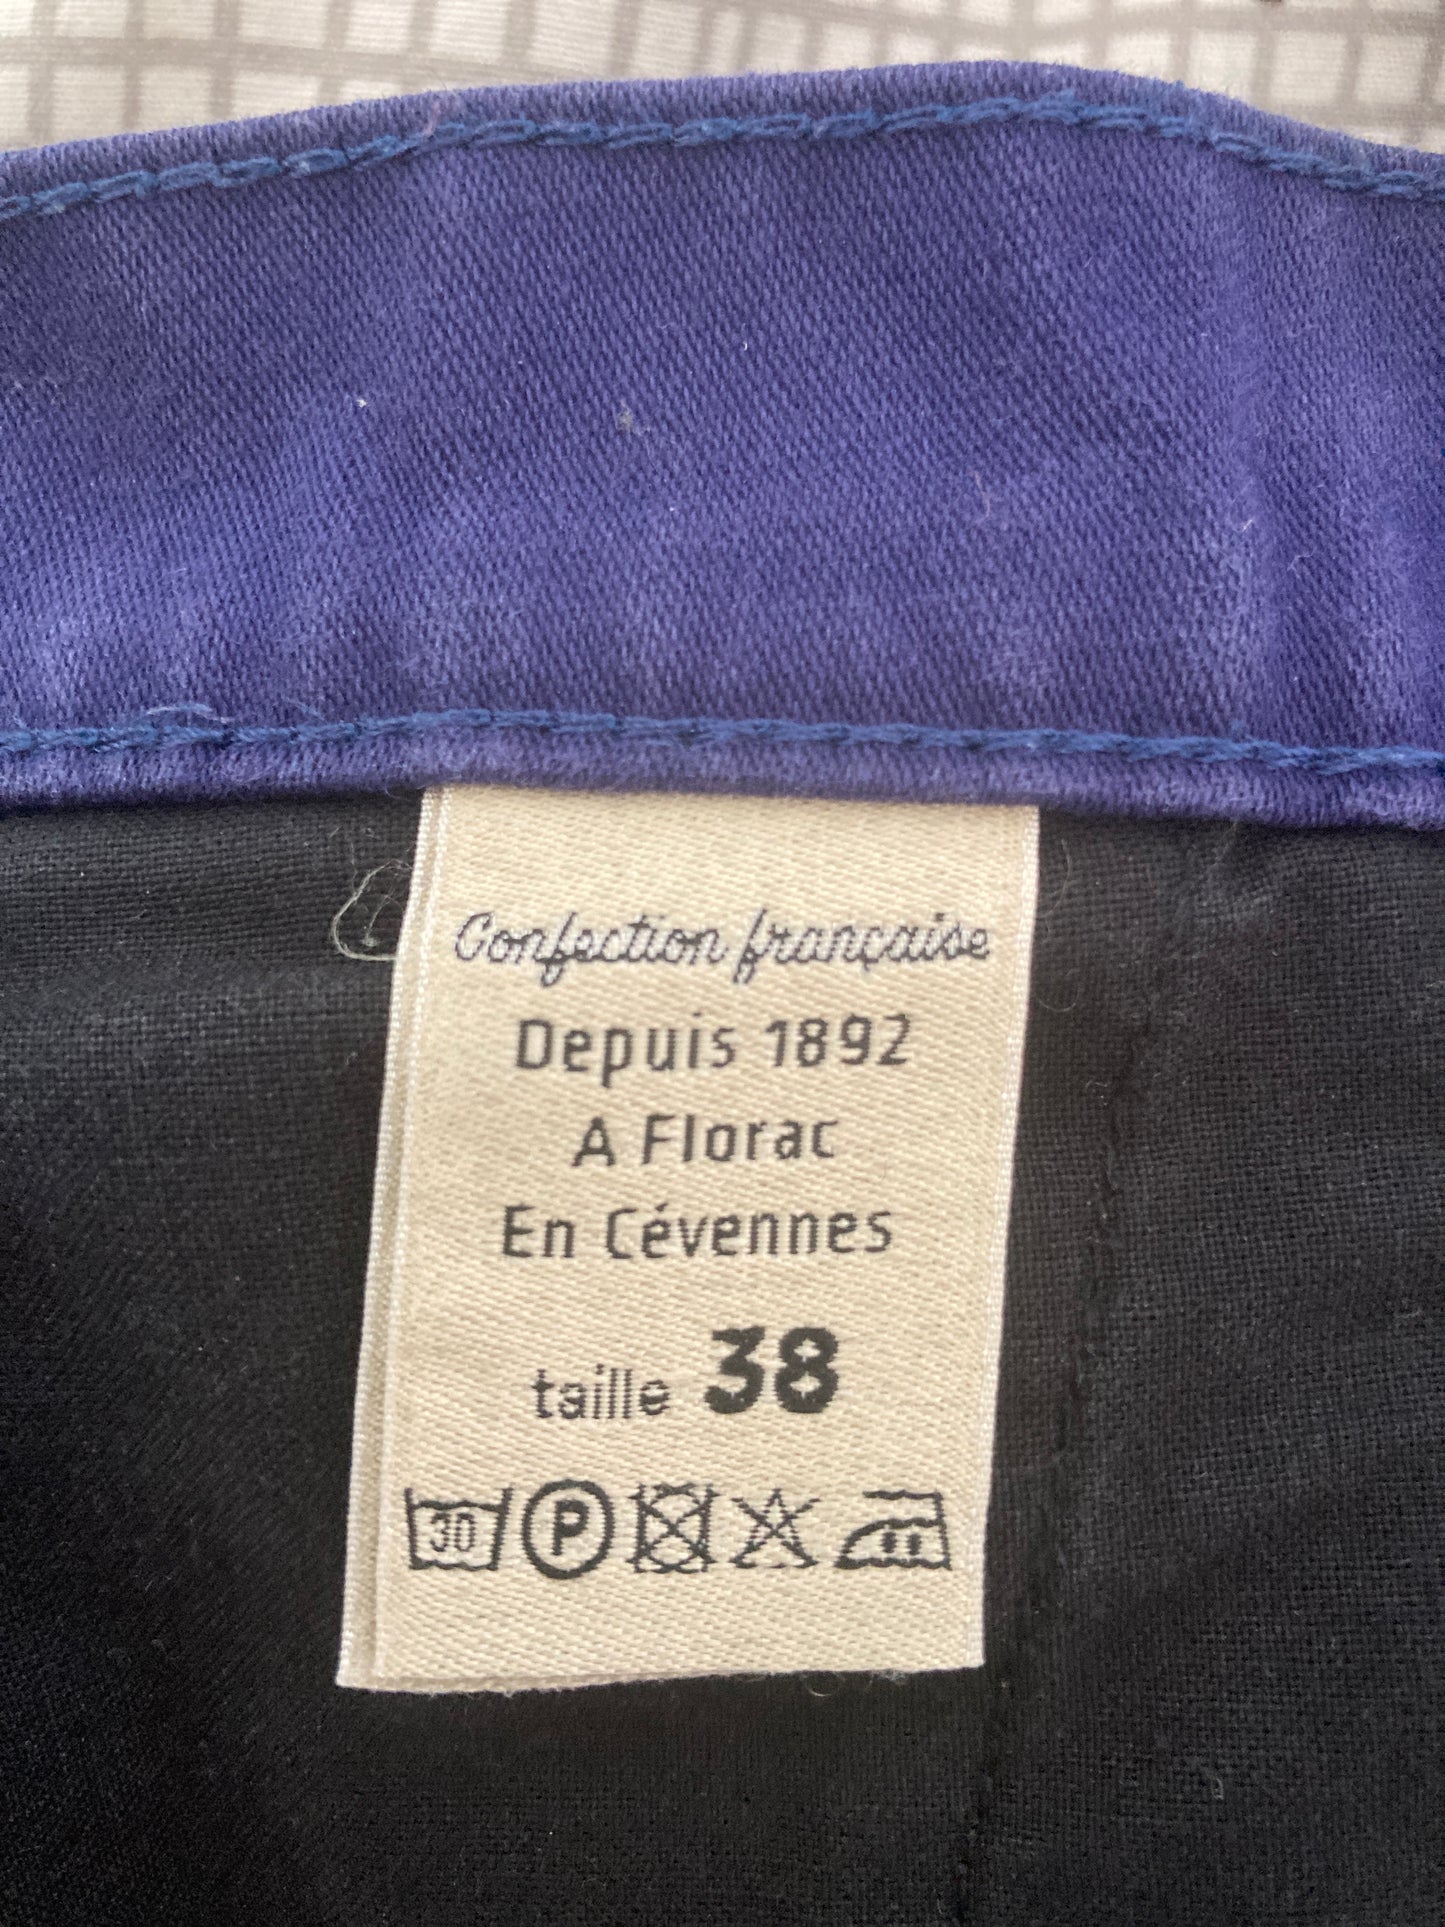 Confection française
Depuis 1892
A Florac
En Cévennes
taille 38
30 P